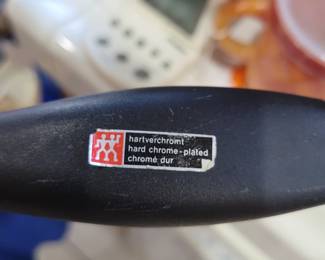 hartverchromt
hard chrome-plated
chromé dur